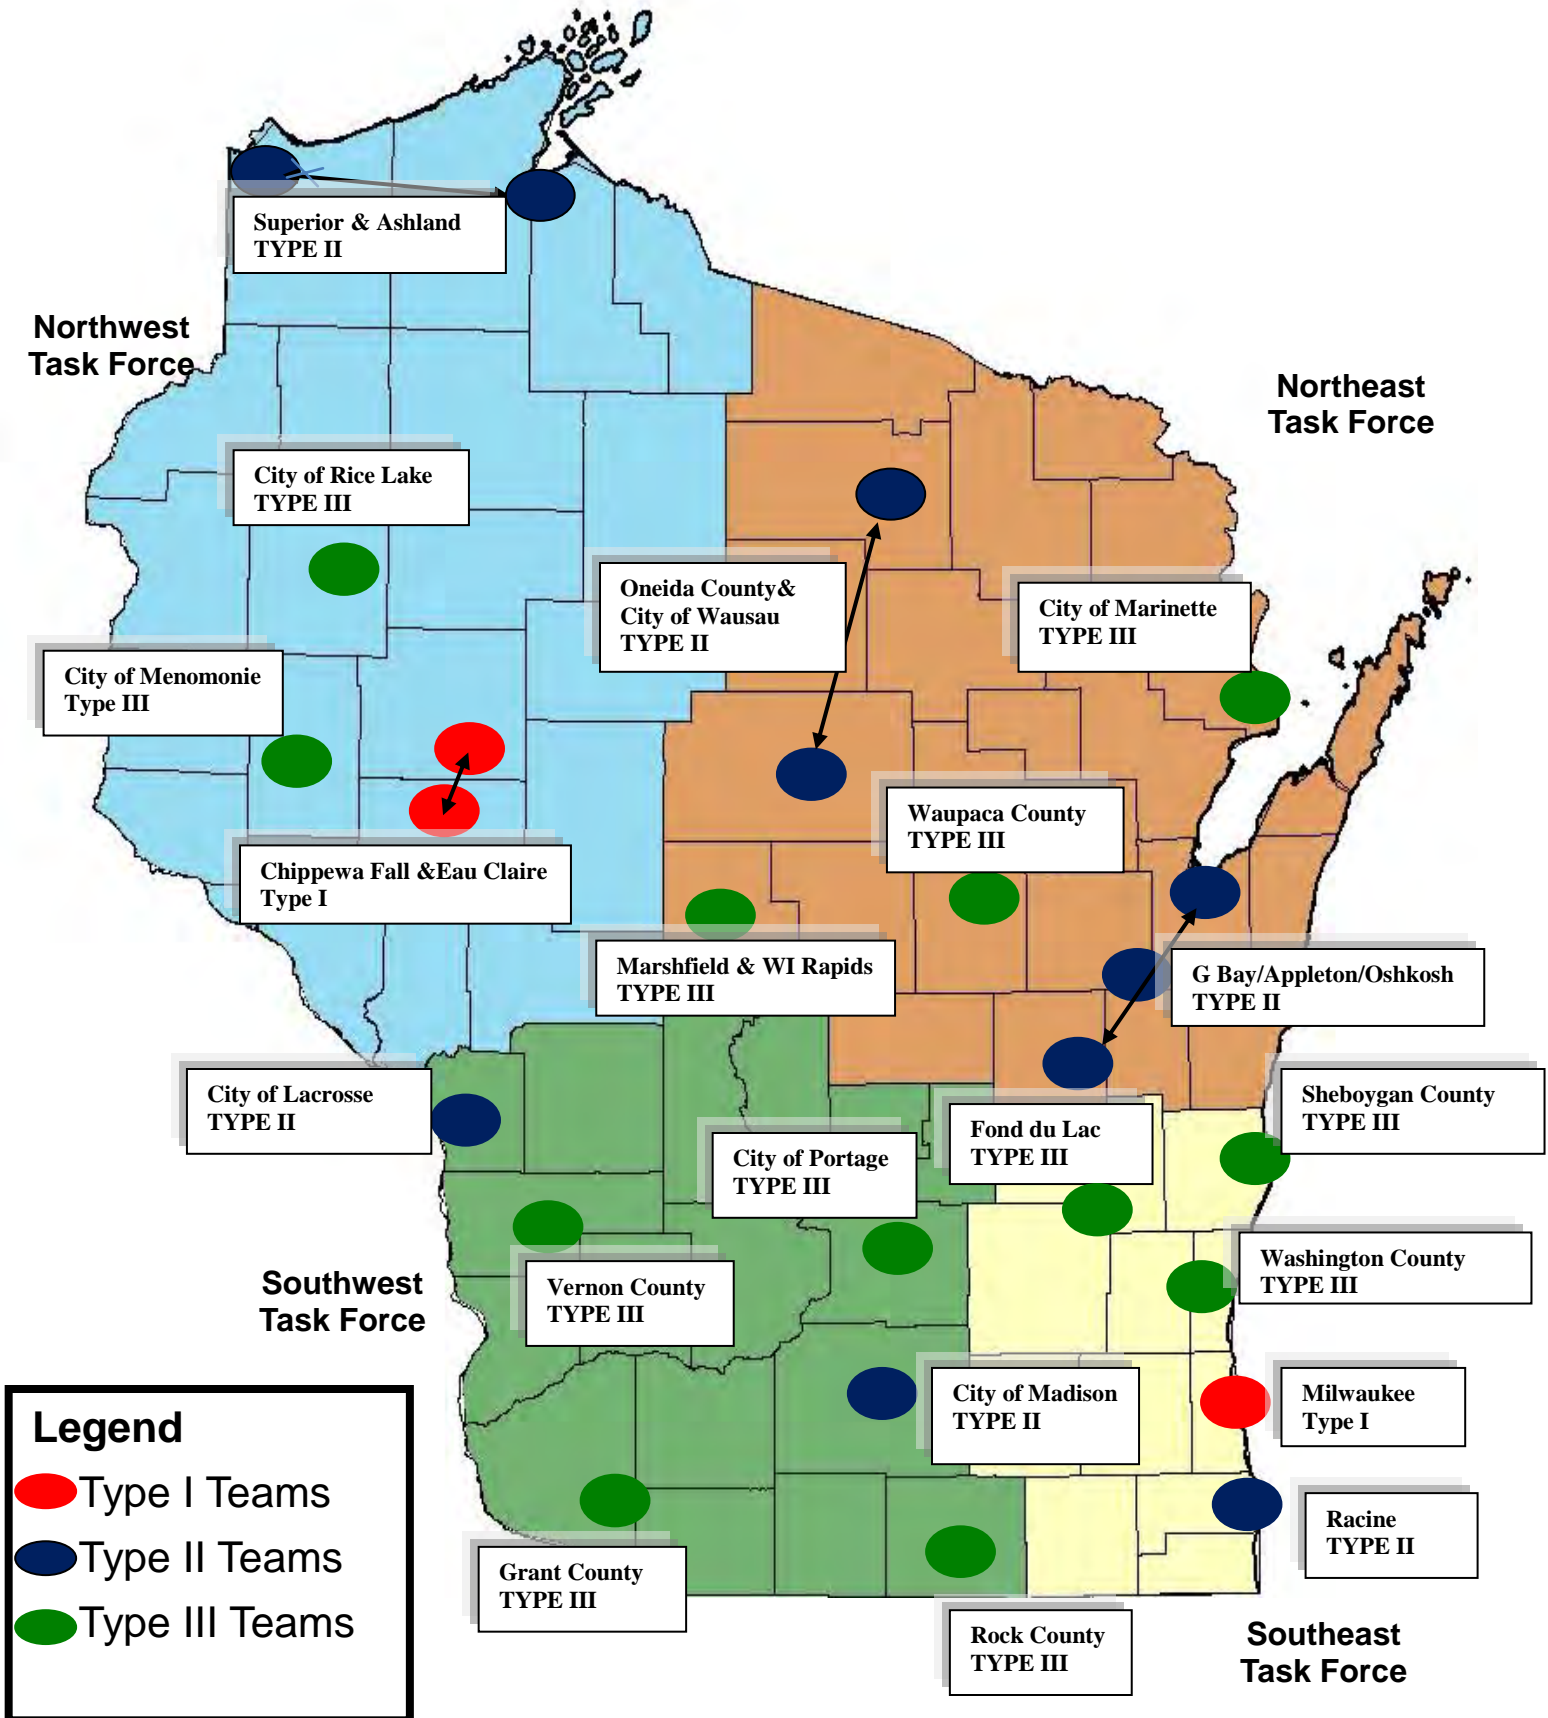 Superior & Ashland
TYPE II
Northwest
Task Force
Northeast
Task Force
City of Rice Lake
TYPE III
Oneida County&
City of Wausau
TYPE II
City of Marinette
TYPE III
City of Menomonie
Type III
Waupaca County
TYPE III
Chippewa Fall &Eau Claire
Type I
Marshfield & WI Rapids
TYPE III
G Bay/Appleton/Oshkosh
TYPE II
City of Lacrosse
TYPE II
Sheboygan County
TYPE III
Fond du Lac
TYPE III
City of Portage
TYPE III
Washington County
TYPE III
Southwest
Task Force
Vernon County
TYPE III
City of Madison
TYPE II
Milwaukee
Type I
Legend
Type I Teams
Type II Teams
Type III Teams
Racine
TYPE II
Grant County
TYPE III
Rock County
TYPE III
Southeast
Task Force